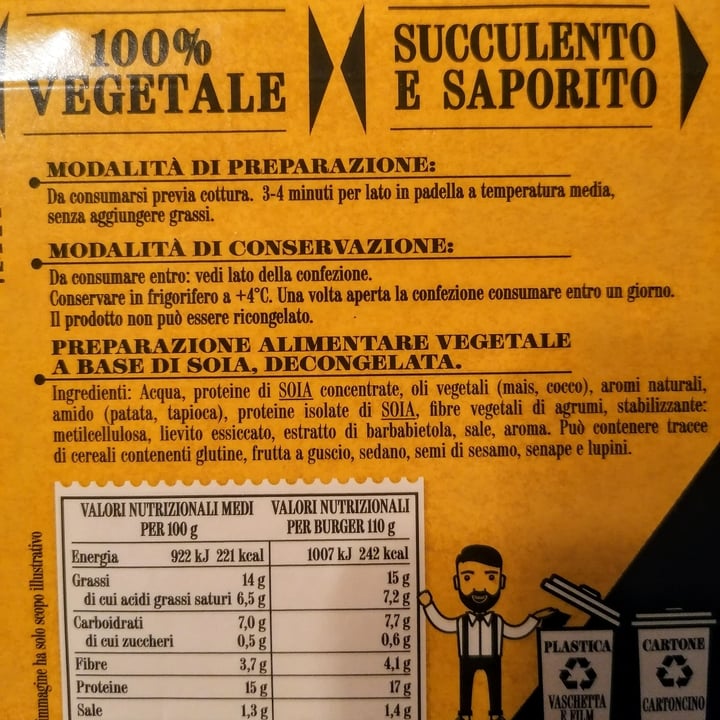 100%
VEGETALE
SUCCULENTO
E SAPORITO
MODALITÀ DI PREPARAZIONE:
Da consumarsi previa cottura. 3-4 minuti per lato in padella a temperatura media,
senza aggiungere grassi.
MODALITÀ DI CONSERVAZIONE:
Da consumare entro: vedi lato della confezione.
Conservare in frigorifero a +4°C. Una volta aperta la confezione consumare entro un giorno.
Il prodotto non può essere ricongelato.
PREPARAZIONE ALIMENTARE VEGETALE
A BASE DI SOIA, DECONGELATA.
Ingredienti: Acqua, proteine di SOIA concentrate, oli vegetali (mais, cocco), aromi naturali,
amido (patata, tapioca), proteine isolate di SOIA, fibre vegetali di agrumi, stabilizzante:
metilcellulosa, lievito essiccato, estratto di barbabietola, sale, aroma. Può contenere tracce
di cereali contenenti glutine, frutta a guscio, sedano, semi di sesamo, senape e lupini.
VALORI NUTRIZIONALI MEDI
PER 100 g
VALORI NUTRIZIONALI
PER BURGER 110 g
Energia 922 kJ 221 kcal 1007 kJ 242 kcal
Grassi 14 g 15 g
di cui acidi grassi saturi 6,5 g 7,2 g
Carboidrati 7,0 g 7,7 g
di cui zuccheri 0,5 g 0,6 g
Fibre 3,7 g 4,1 g
Proteine 15 g 17 g
Sale 1,3 g 1,4 g
immagine ha solo scopo illustrativo
PLASTICA
VASCHETTA
E FILM
CARTONE
CARTONCINO